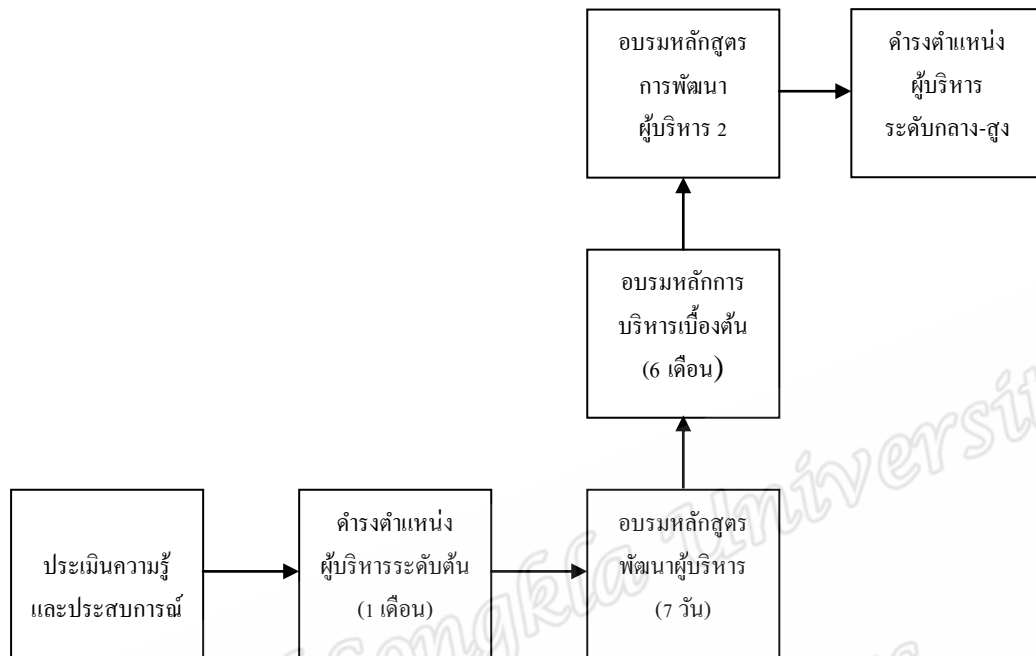 อบรมหลักสูตร
การพัฒนา
ผู้บริหาร 2
ดำรงตำแหน่ง
ผู้บริหาร
ระดับกลาง-สูง
อบรมหลักการ
บริหารเบื้องต้น
(6 เดือน)
ประเมินความรู้
และประสบการณ์
ดำรงตำแหน่ง
ผู้บริหารระดับต้น
(1 เดือน)
อบรมหลักสูตร
พัฒนาผู้บริหาร
(7 วัน)
Songkla Universit